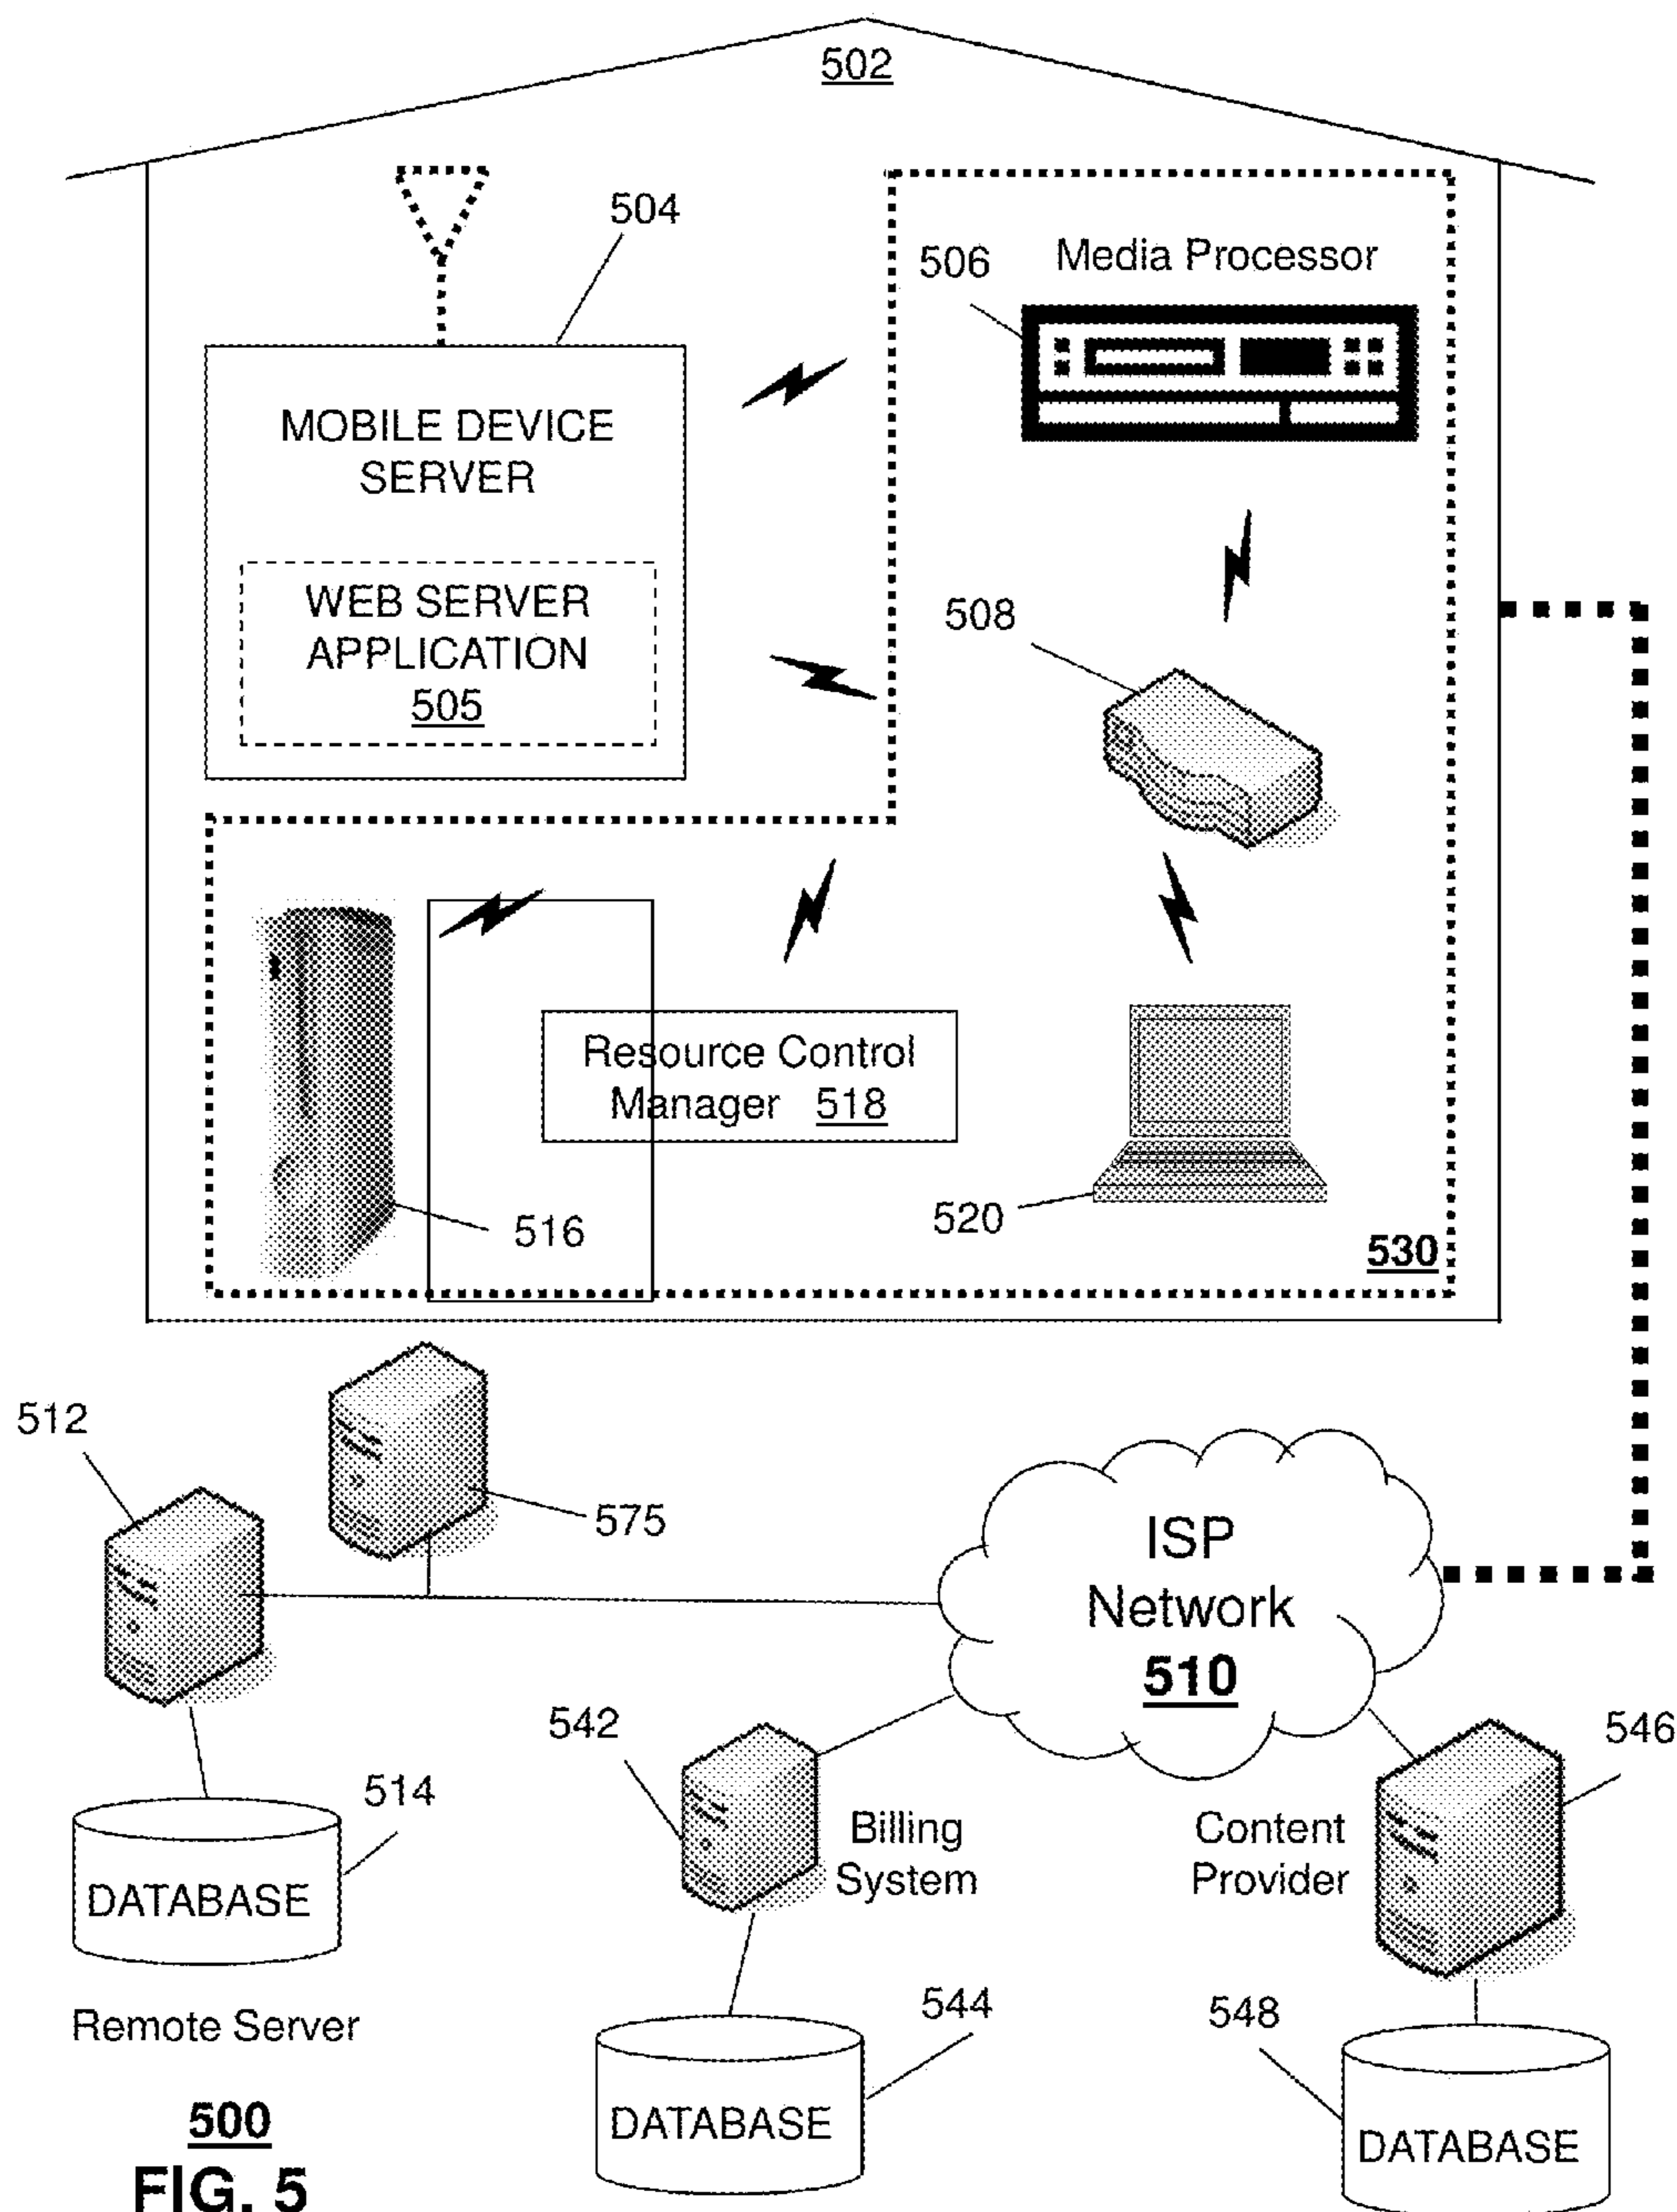 502
504
506
Media Processor
MOBILE DEVICE
SERVER
WEB SERVER
APPLICATION
505
508
Resource Control
Manager 518
516
520
530
512
575
ISP
Network
510
542
546
514
Billing
System
Content
Provider
DATABASE
Remote Server
544
548
DATABASE
DATABASE
500
FIG. 5